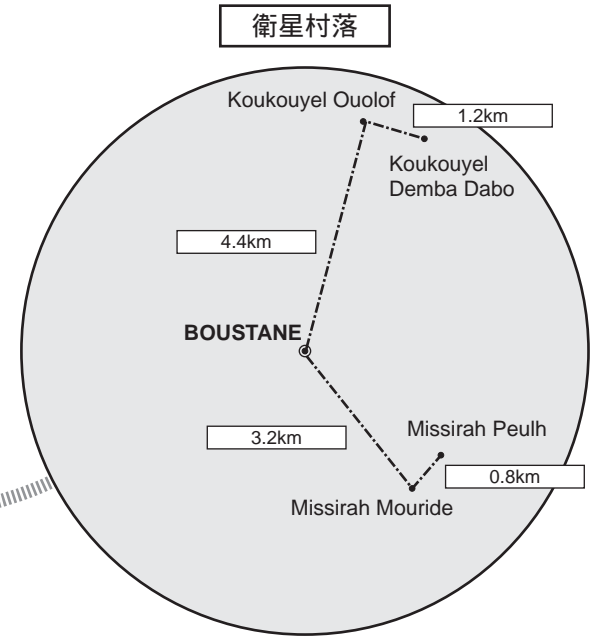 衛星村落
Koukouyel Ouolof
1.2km
Koukouyel
Demba Dabo
4.4km
BOUSTANE
3.2km
Missirah Peulh
0.8km
Missirah Mouride